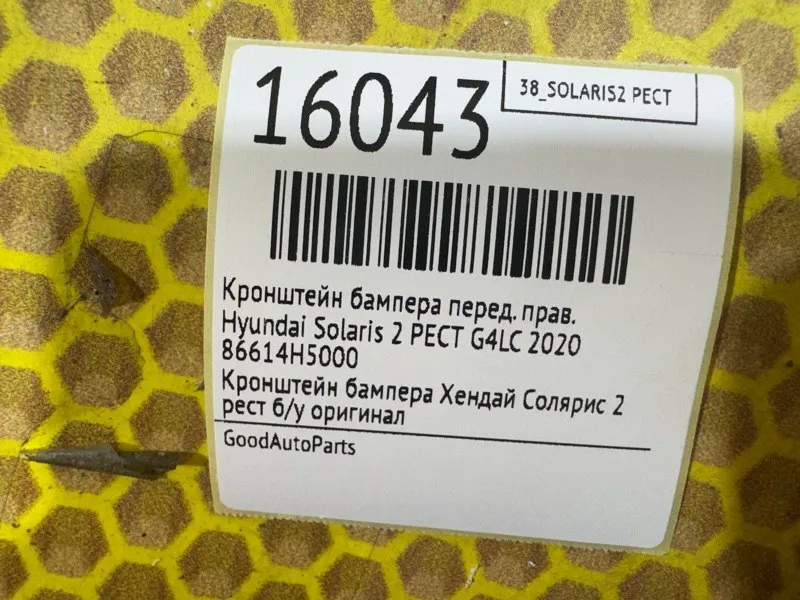 16043
38_SOLARIS2 РЕСТ
Кронштейн бампера перед. прав.
Hyundai Solaris 2 РЕСТ G4LC 2020
86614H5000
Кронштейн бампера Хендай Солярис 2
рест б/у оригинал
GoodAutoParts